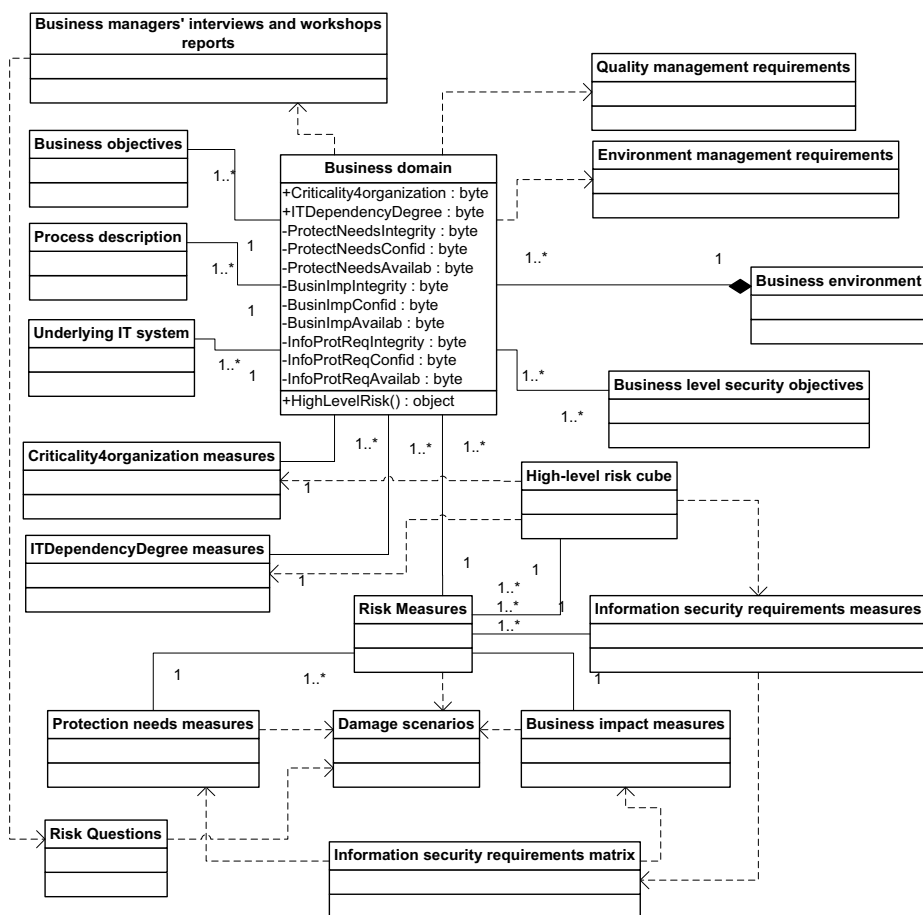 Business managers' interviews and workshops
reports
Quality management requirements
Business objectives
Environment management requirements
Business domain
+Criticality4organization : byte
+ITDependencyDegree : byte
-ProtectNeedsIntegrity : byte
-ProtectNeedsConfid : byte
-ProtectNeedsAvailab : byte
-BusinImpIntegrity : byte
-BusinImpConfid : byte
-BusinImpAvailab : byte
-InfoProtReqIntegrity : byte
-InfoProtReqConfid : byte
-InfoProtReqAvailab : byte
+HighLevelRisk() : object
1..*
1
Process description
1..*
1
Underlying IT system
1..*
1
1..*
1
Business environment
1..*
Business level security objectives
1..*
1..*
1..*
Criticality4organization measures
1
High-level risk cube
ITDependencyDegree measures
1
1
1
1..*
1..*
1
1..*
Risk Measures
Information security requirements measures
1
1..*
1
Protection needs measures
Damage scenarios
Business impact measures
Risk Questions
Information security requirements matrix